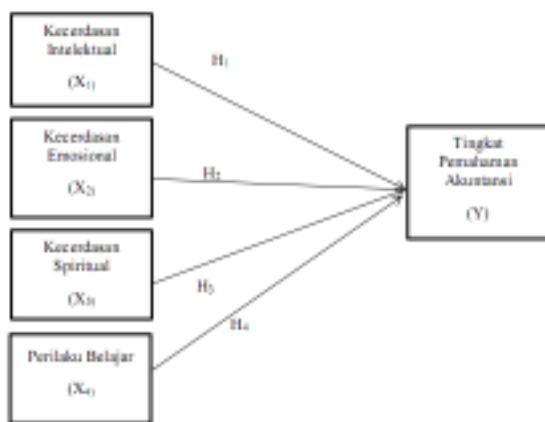 Kecerdasan
Intelektual
(X1)
H1
Kecerdasan
Emosional
(X2)
H2
Tingkat
Pemahaman
Akuntansi
(Y)
Kecerdasan
Spiritual
(X3)
H3
H4
Perilaku Belajar
(X4)